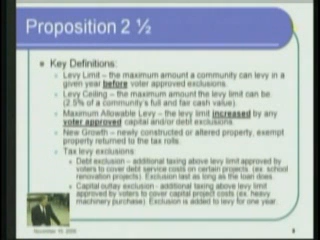 Proposition 2 ½
Key Definitions:
Levy Limit – the maximum amount a community can levy in a
given year before voter approved exclusions.
Levy Ceiling – the maximum amount the levy limit can be.
(2.5% of a community's full and fair cash value).
Maximum Allowable Levy – the levy limit increased by any
voter approved capital and/or debt exclusions.
New Growth – newly constructed or altered property, exempt
property returned to the tax rolls.
Tax levy exclusions:
Debt exclusion – additional taxing above levy limit approved by
voters to cover debt service costs on certain projects. (ex. school
renovation projects). Exclusion last as long as the loan does.
Capital outlay exclusion - additional taxes above levy limit
approved by voters to cover capital project costs (ex. heavy
machinery purchase). Exclusion is added to levy for one year.
November